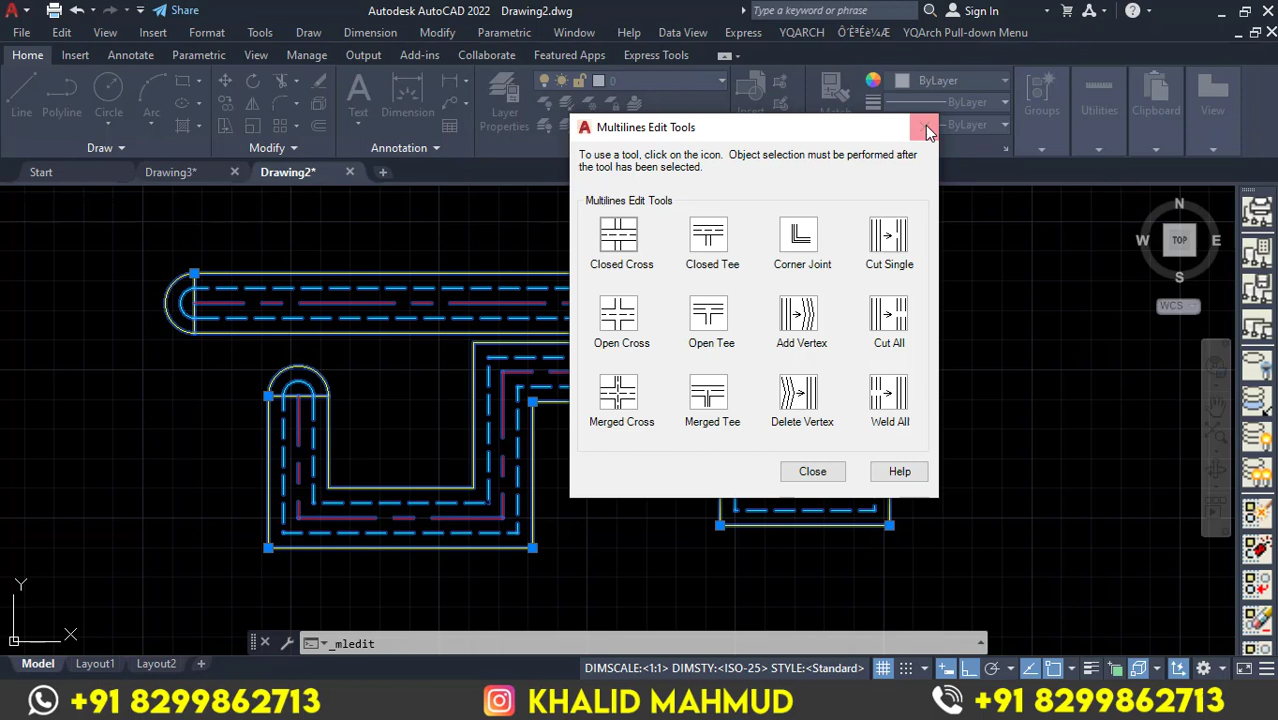 Share
Autodesk AutoCAD 2022 Drawing2.dwg
Type a keyword or phrase
Sign In
File Edit View Insert Format Tools Draw Dimension Modify Parametric Window Help Data View Express YQARCH Ô´ÈªÉè¼Æ YQArch Pull-down Menu
Home Insert Annotate Parametric View Manage Output Add-ins Collaborate Featured Apps Express Tools
Line Polyline Circle Arc
Text Dimension
Layer Properties
0
Insert
Match
ByLayer
ByLayer
ByLayer
Groups Utilities Clipboard View
Draw Modify
Start Drawing3* Drawing2*
Multilines Edit Tools
To use a tool, click on the icon. Object selection must be performed after
the tool has been selected.
Multilines Edit Tools
Closed Cross Closed Tee Corner Joint Cut Single
Open Cross Open Tee Add Vertex Cut All
Merged Cross Merged Tee Delete Vertex Weld All
Close Help
N
W TOP E
S
WCS
Y
X
_mledit
Model Layout1 Layout2
DIMSCALE:<1:1> DIMSTY:<ISO-25> STYLE:<Standard>
+91 8299862713 KHALID MAHMUD +91 8299862713